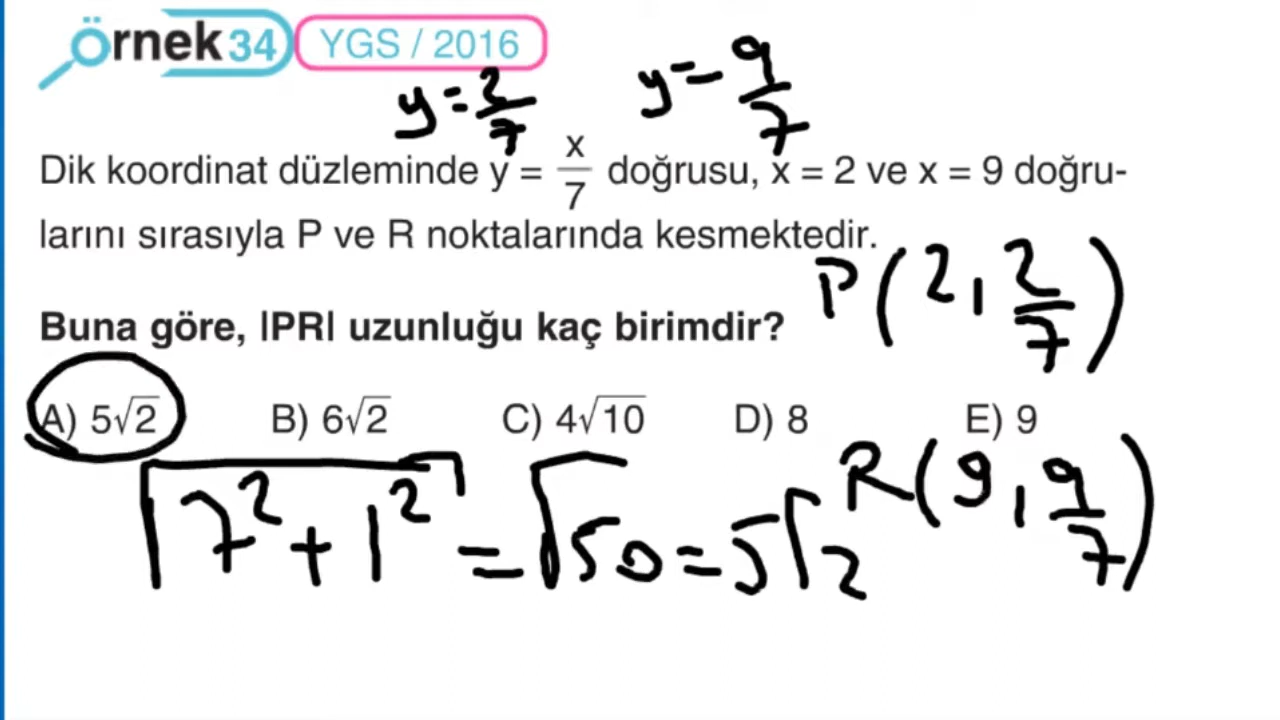 örnek 34 YGS / 2016
y = 2/7 y = 9/7
Dik koordinat düzleminde y = x/7 doğrusu, x = 2 ve x = 9 doğru-
larını sırasıyla P ve R noktalarında kesmektedir.
P(2, 2/7)
Buna göre, |PR| uzunluğu kaç birimdir?
A) 5√2 B) 6√2 C) 4√10 D) 8 E) 9
R(9, 9/7)
√7² + 1² = √50 = 5√2